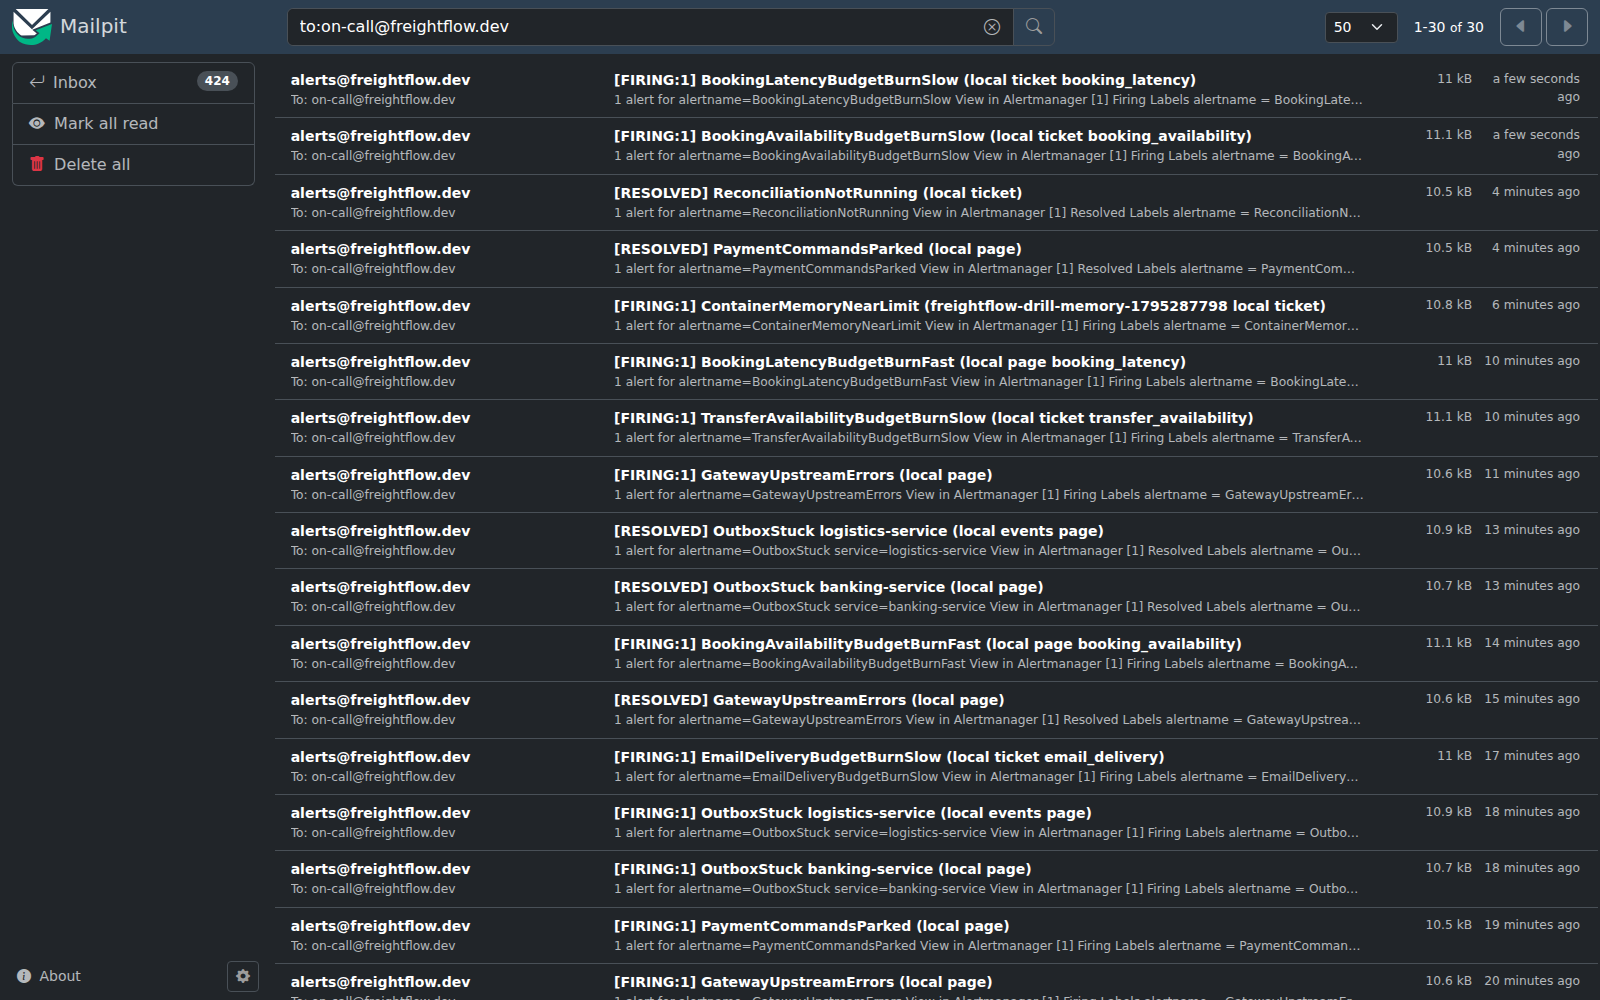 Mailpit
to:on-call@freightflow.dev
50
1-30 of 30
Inbox 424
Mark all read
Delete all
alerts@freightflow.dev [FIRING:1] BookingLatencyBudgetBurnSlow (local ticket booking_latency) 11 kB a few seconds ago
To: on-call@freightflow.dev 1 alert for alertname=BookingLatencyBudgetBurnSlow View in Alertmanager [1] Firing Labels alertname = BookingLate…
alerts@freightflow.dev [FIRING:1] BookingAvailabilityBudgetBurnSlow (local ticket booking_availability) 11.1 kB a few seconds ago
To: on-call@freightflow.dev 1 alert for alertname=BookingAvailabilityBudgetBurnSlow View in Alertmanager [1] Firing Labels alertname = BookingA…
alerts@freightflow.dev [RESOLVED] ReconciliationNotRunning (local ticket) 10.5 kB 4 minutes ago
To: on-call@freightflow.dev 1 alert for alertname=ReconciliationNotRunning View in Alertmanager [1] Resolved Labels alertname = ReconciliationN…
alerts@freightflow.dev [RESOLVED] PaymentCommandsParked (local page) 10.5 kB 4 minutes ago
To: on-call@freightflow.dev 1 alert for alertname=PaymentCommandsParked View in Alertmanager [1] Resolved Labels alertname = PaymentCom…
alerts@freightflow.dev [FIRING:1] ContainerMemoryNearLimit (freightflow-drill-memory-1795287798 local ticket) 10.8 kB 6 minutes ago
To: on-call@freightflow.dev 1 alert for alertname=ContainerMemoryNearLimit View in Alertmanager [1] Firing Labels alertname = ContainerMemor…
alerts@freightflow.dev [FIRING:1] BookingLatencyBudgetBurnFast (local page booking_latency) 11 kB 10 minutes ago
To: on-call@freightflow.dev 1 alert for alertname=BookingLatencyBudgetBurnFast View in Alertmanager [1] Firing Labels alertname = BookingLate…
alerts@freightflow.dev [FIRING:1] TransferAvailabilityBudgetBurnSlow (local ticket transfer_availability) 11.1 kB 10 minutes ago
To: on-call@freightflow.dev 1 alert for alertname=TransferAvailabilityBudgetBurnSlow View in Alertmanager [1] Firing Labels alertname = TransferA…
alerts@freightflow.dev [FIRING:1] GatewayUpstreamErrors (local page) 10.6 kB 11 minutes ago
To: on-call@freightflow.dev 1 alert for alertname=GatewayUpstreamErrors View in Alertmanager [1] Firing Labels alertname = GatewayUpstreamEr…
alerts@freightflow.dev [RESOLVED] OutboxStuck logistics-service (local events page) 10.9 kB 13 minutes ago
To: on-call@freightflow.dev 1 alert for alertname=OutboxStuck service=logistics-service View in Alertmanager [1] Resolved Labels alertname = Ou…
alerts@freightflow.dev [RESOLVED] OutboxStuck banking-service (local page) 10.7 kB 13 minutes ago
To: on-call@freightflow.dev 1 alert for alertname=OutboxStuck service=banking-service View in Alertmanager [1] Resolved Labels alertname = Ou…
alerts@freightflow.dev [FIRING:1] BookingAvailabilityBudgetBurnFast (local page booking_availability) 11.1 kB 14 minutes ago
To: on-call@freightflow.dev 1 alert for alertname=BookingAvailabilityBudgetBurnFast View in Alertmanager [1] Firing Labels alertname = BookingA…
alerts@freightflow.dev [RESOLVED] GatewayUpstreamErrors (local page) 10.6 kB 15 minutes ago
To: on-call@freightflow.dev 1 alert for alertname=GatewayUpstreamErrors View in Alertmanager [1] Resolved Labels alertname = GatewayUpstrea…
alerts@freightflow.dev [FIRING:1] EmailDeliveryBudgetBurnSlow (local ticket email_delivery) 11 kB 17 minutes ago
To: on-call@freightflow.dev 1 alert for alertname=EmailDeliveryBudgetBurnSlow View in Alertmanager [1] Firing Labels alertname = EmailDelivery…
alerts@freightflow.dev [FIRING:1] OutboxStuck logistics-service (local events page) 10.9 kB 18 minutes ago
To: on-call@freightflow.dev 1 alert for alertname=OutboxStuck service=logistics-service View in Alertmanager [1] Firing Labels alertname = Outbo…
alerts@freightflow.dev [FIRING:1] OutboxStuck banking-service (local page) 10.7 kB 18 minutes ago
To: on-call@freightflow.dev 1 alert for alertname=OutboxStuck service=banking-service View in Alertmanager [1] Firing Labels alertname = Outbo…
alerts@freightflow.dev [FIRING:1] PaymentCommandsParked (local page) 10.5 kB 19 minutes ago
To: on-call@freightflow.dev 1 alert for alertname=PaymentCommandsParked View in Alertmanager [1] Firing Labels alertname = PaymentComman…
alerts@freightflow.dev [FIRING:1] GatewayUpstreamErrors (local page) 10.6 kB 20 minutes ago
About